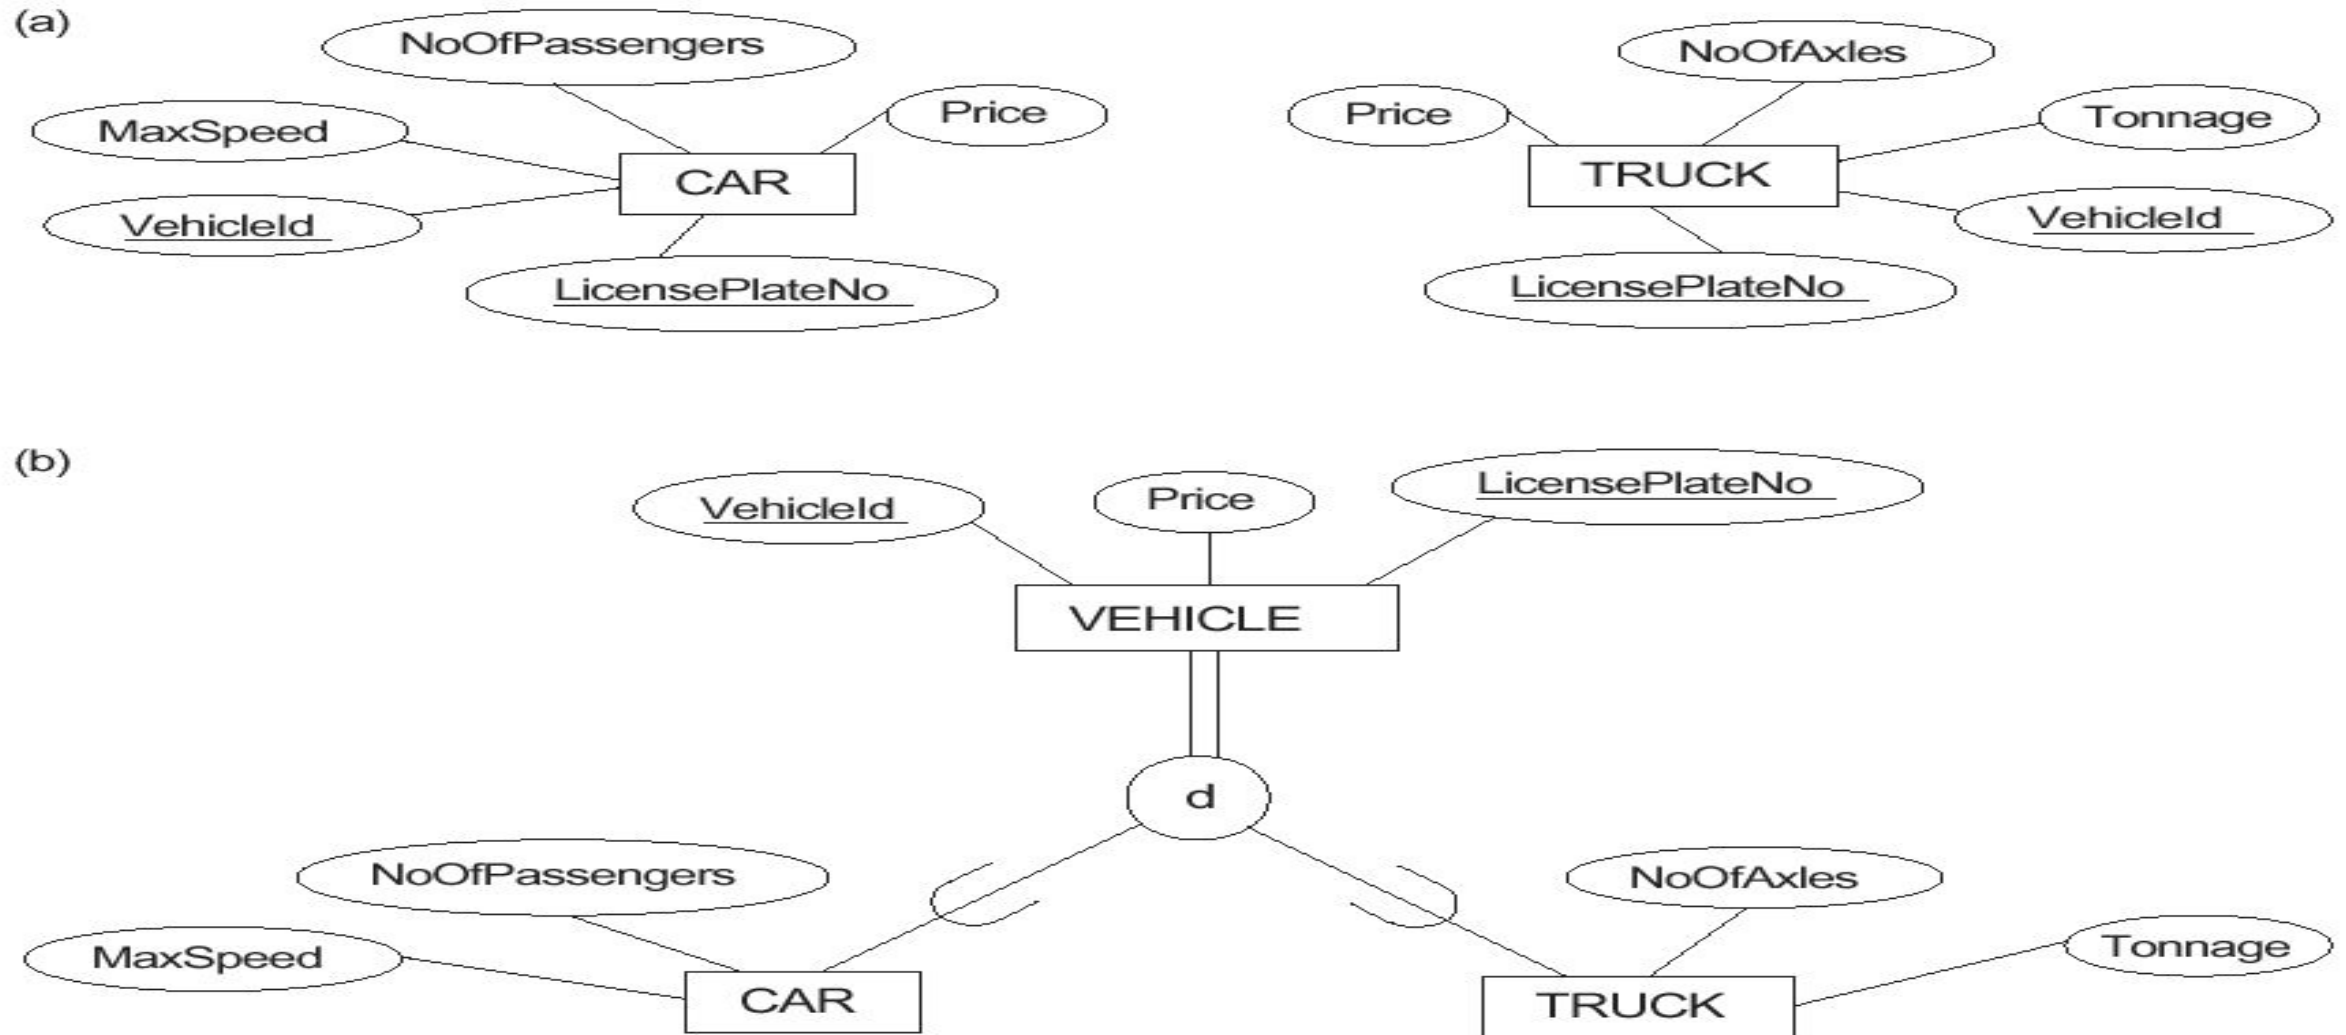 (a)
NoOfPassengers
MaxSpeed
Price
CAR
VehicleId
LicensePlateNo
NoOfAxles
Price
Tonnage
TRUCK
VehicleId
LicensePlateNo
(b)
VehicleId
Price
LicensePlateNo
VEHICLE
d
NoOfPassengers
MaxSpeed
CAR
NoOfAxles
Tonnage
TRUCK